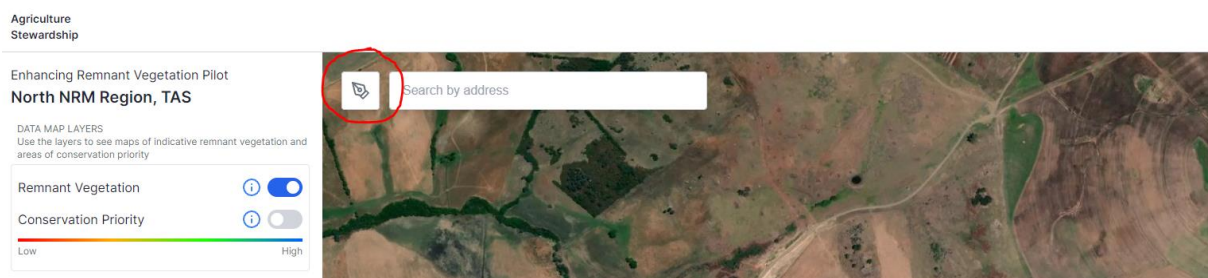 Agriculture
Stewardship
Enhancing Remnant Vegetation Pilot
North NRM Region, TAS
DATA MAP LAYERS
Use the layers to see maps of indicative remnant vegetation and
areas of conservation priority
Remnant Vegetation
Conservation Priority
Low High
Search by address